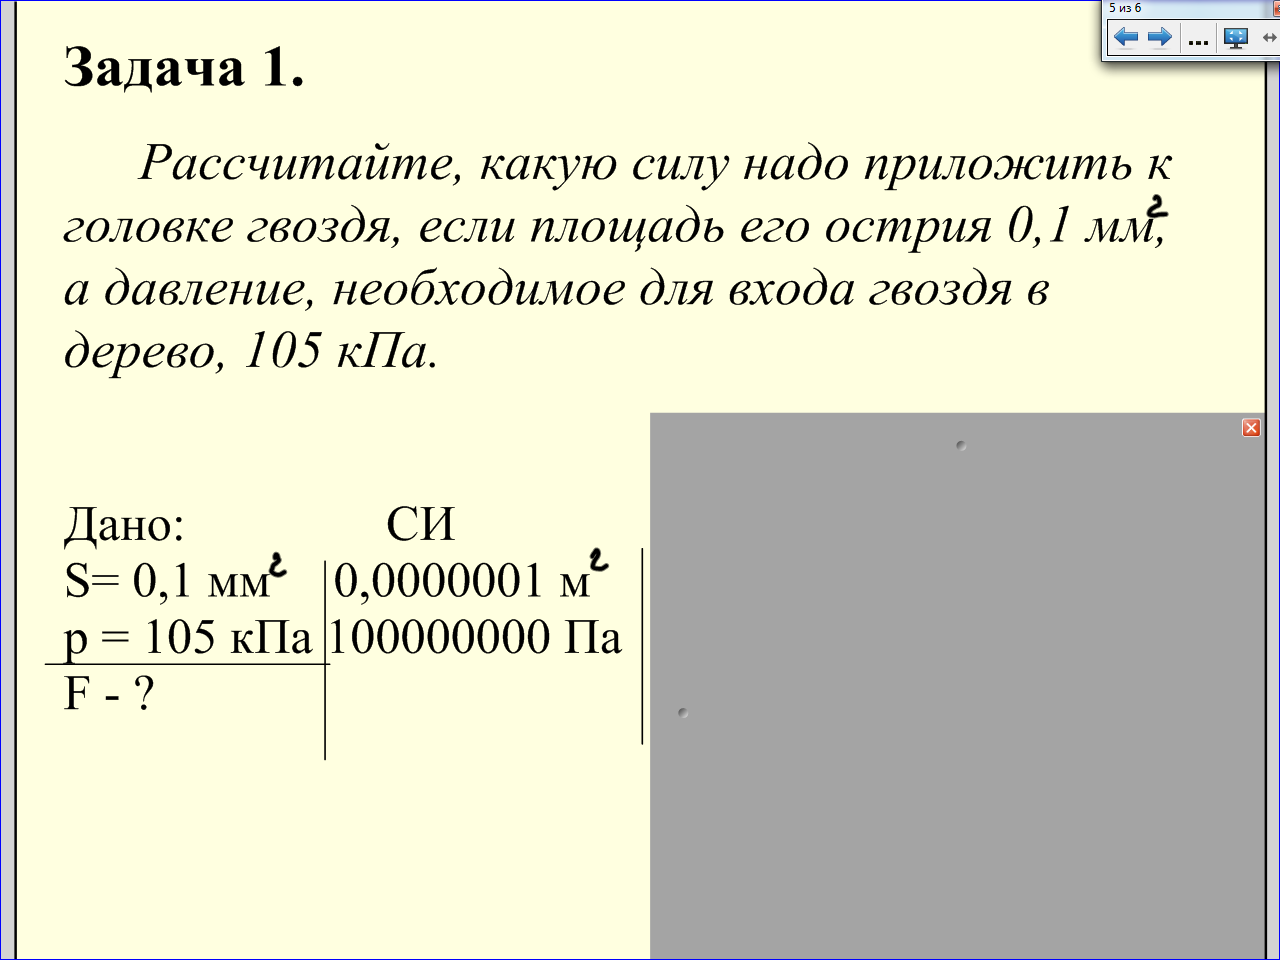 5 из 6
Задача 1.
Рассчитайте, какую силу надо приложить к
головке гвоздя, если площадь его острия 0,1 мм²,
а давление, необходимое для входа гвоздя в
дерево, 105 кПа.
Дано: СИ
S= 0,1 мм² 0,0000001 м²
p = 105 кПа 100000000 Па
F - ?